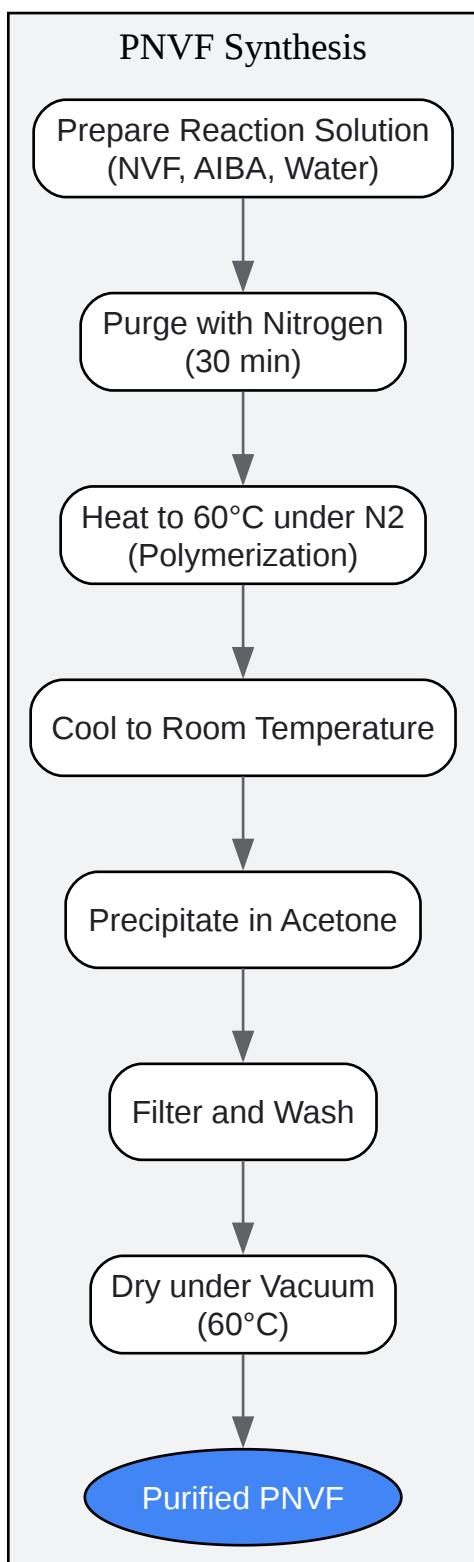 PNVF Synthesis
Prepare Reaction Solution
(NVF, AIBA, Water)
Purge with Nitrogen
(30 min)
Heat to 60°C under N2
(Polymerization)
Cool to Room Temperature
Precipitate in Acetone
Filter and Wash
Dry under Vacuum
(60°C)
Purified PNVF